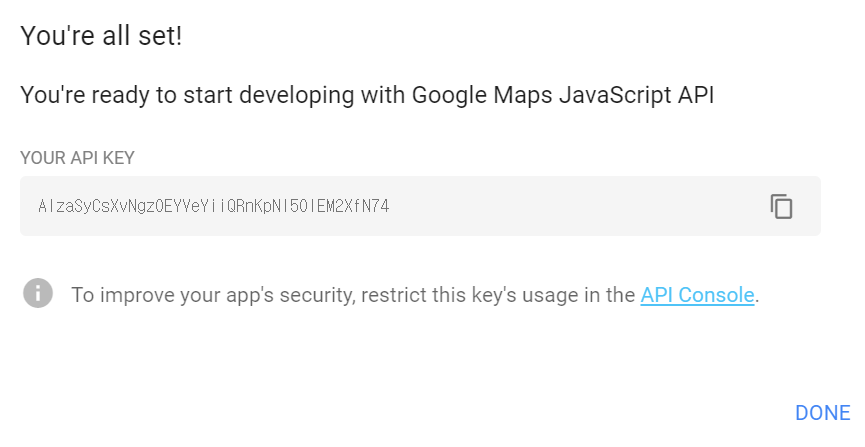 You're all set!
You're ready to start developing with Google Maps JavaScript API
YOUR API KEY
To improve your app's security, restrict this key's usage in the API Console.
DONE